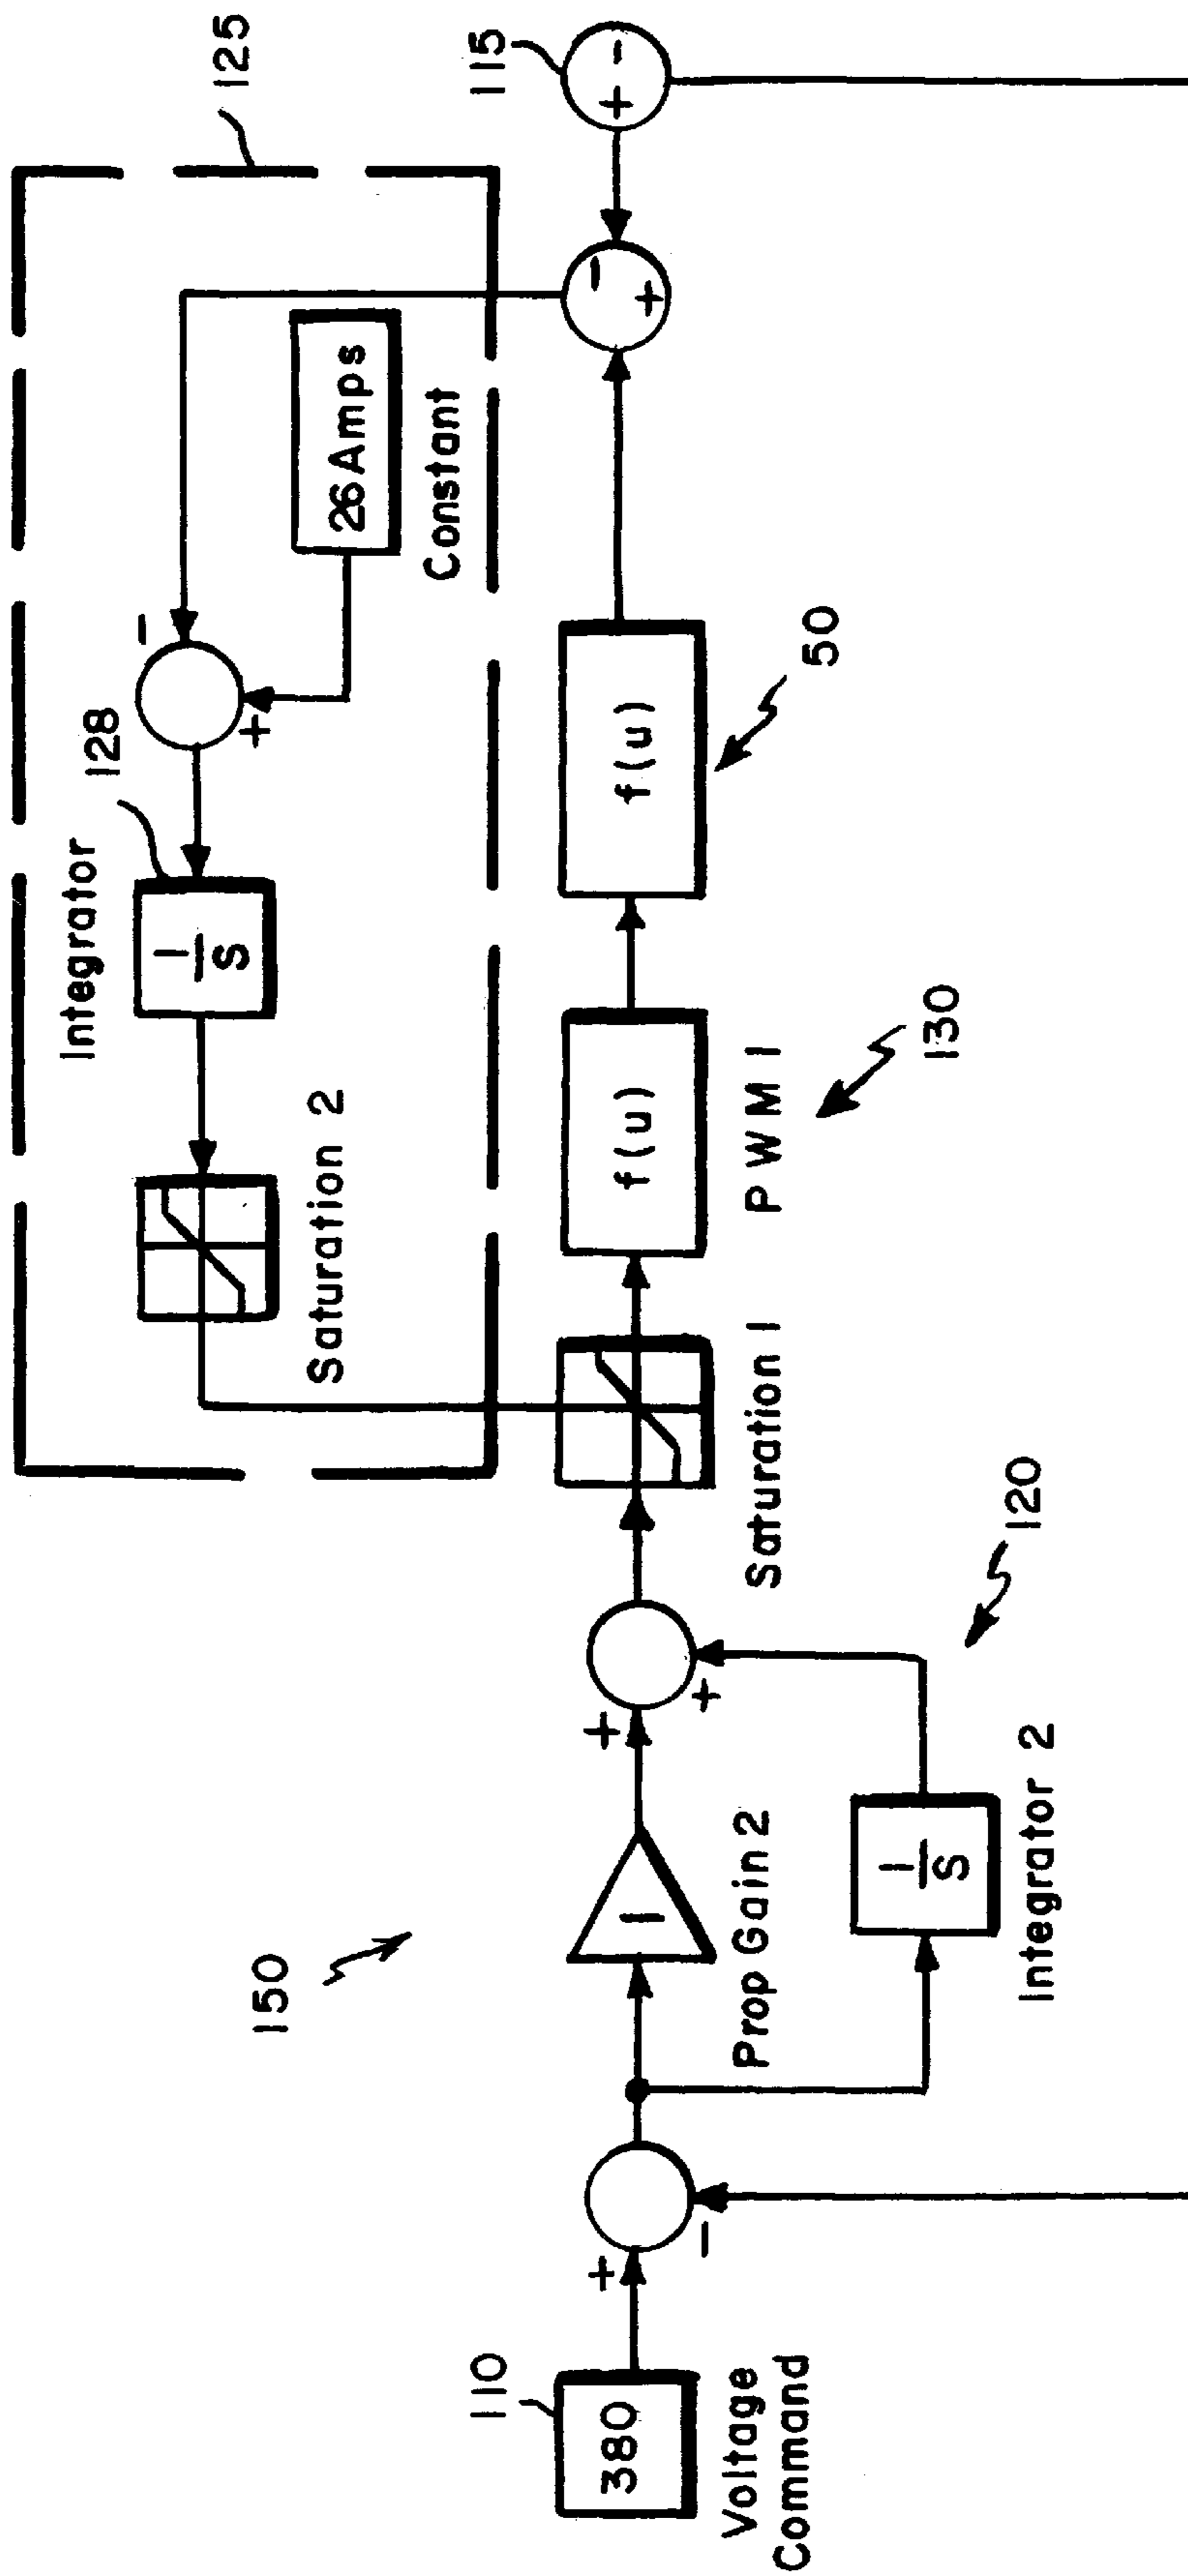 125
115
128
Integrator
1
S
26 Amps
Constant
Saturation 2
50
f(u)
f(u)
PWM 1
130
Saturation 1
150
120
1
Prop Gain 2
1
S
Integrator 2
110
380
Voltage
Command
+
-
+
+
+
-
+
-
+
+
-